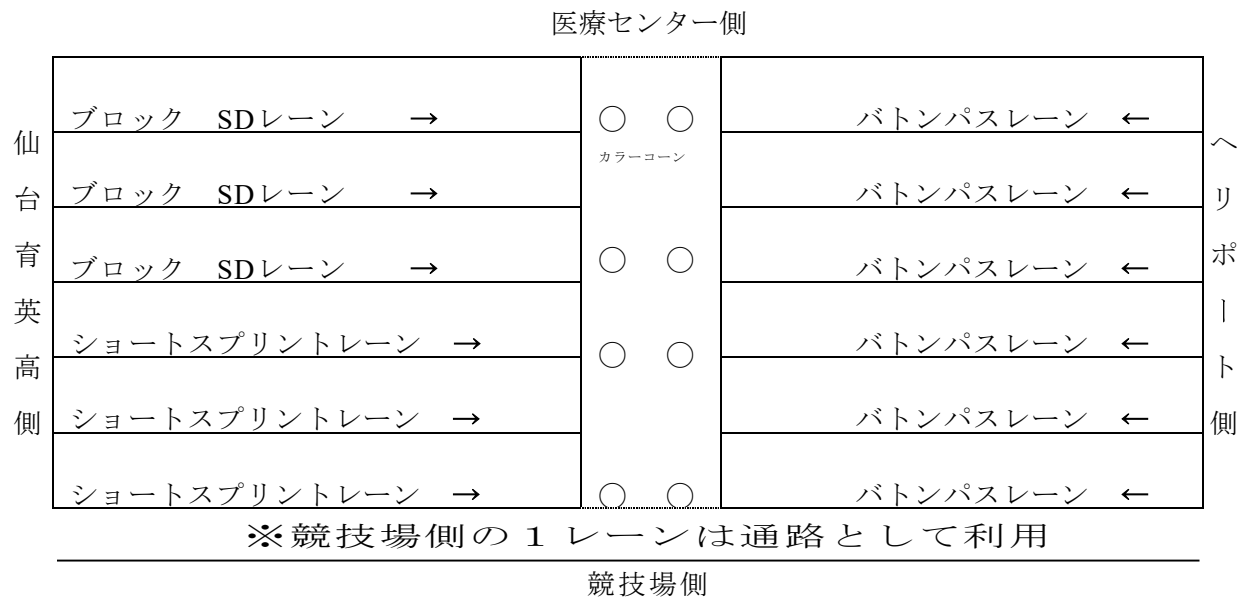 医療センター側
仙台育英高側
ブロック　SDレーン　→
ブロック　SDレーン　→
ブロック　SDレーン　→
ショートスプリントレーン　→
ショートスプリントレーン　→
ショートスプリントレーン　→
カラーコーン
バトンパスレーン　←
バトンパスレーン　←
バトンパスレーン　←
バトンパスレーン　←
バトンパスレーン　←
バトンパスレーン　←
ヘリポート側
※競技場側の1レーンは通路として利用
競技場側